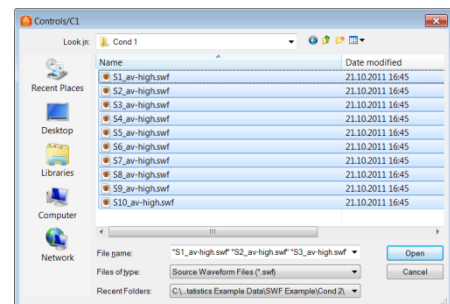 Controls/C1
Look in: Cond 1
Name Date modified
S1_av-high.swf 21.10.2011 16:45
S2_av-high.swf 21.10.2011 16:45
S3_av-high.swf 21.10.2011 16:45
S4_av-high.swf 21.10.2011 16:45
S5_av-high.swf 21.10.2011 16:45
S6_av-high.swf 21.10.2011 16:45
S7_av-high.swf 21.10.2011 16:45
S8_av-high.swf 21.10.2011 16:45
S9_av-high.swf 21.10.2011 16:45
S10_av-high.swf 21.10.2011 16:45
Recent Places
Desktop
Libraries
Computer
Network
File name: "S1_av-high.swf" "S2_av-high.swf" "S3_av-high.swf" Open
Files of type: Source Waveform Files (*.swf) Cancel
Recent Folders: C:\..tatistics Example Data\SWF Example\Cond 2\